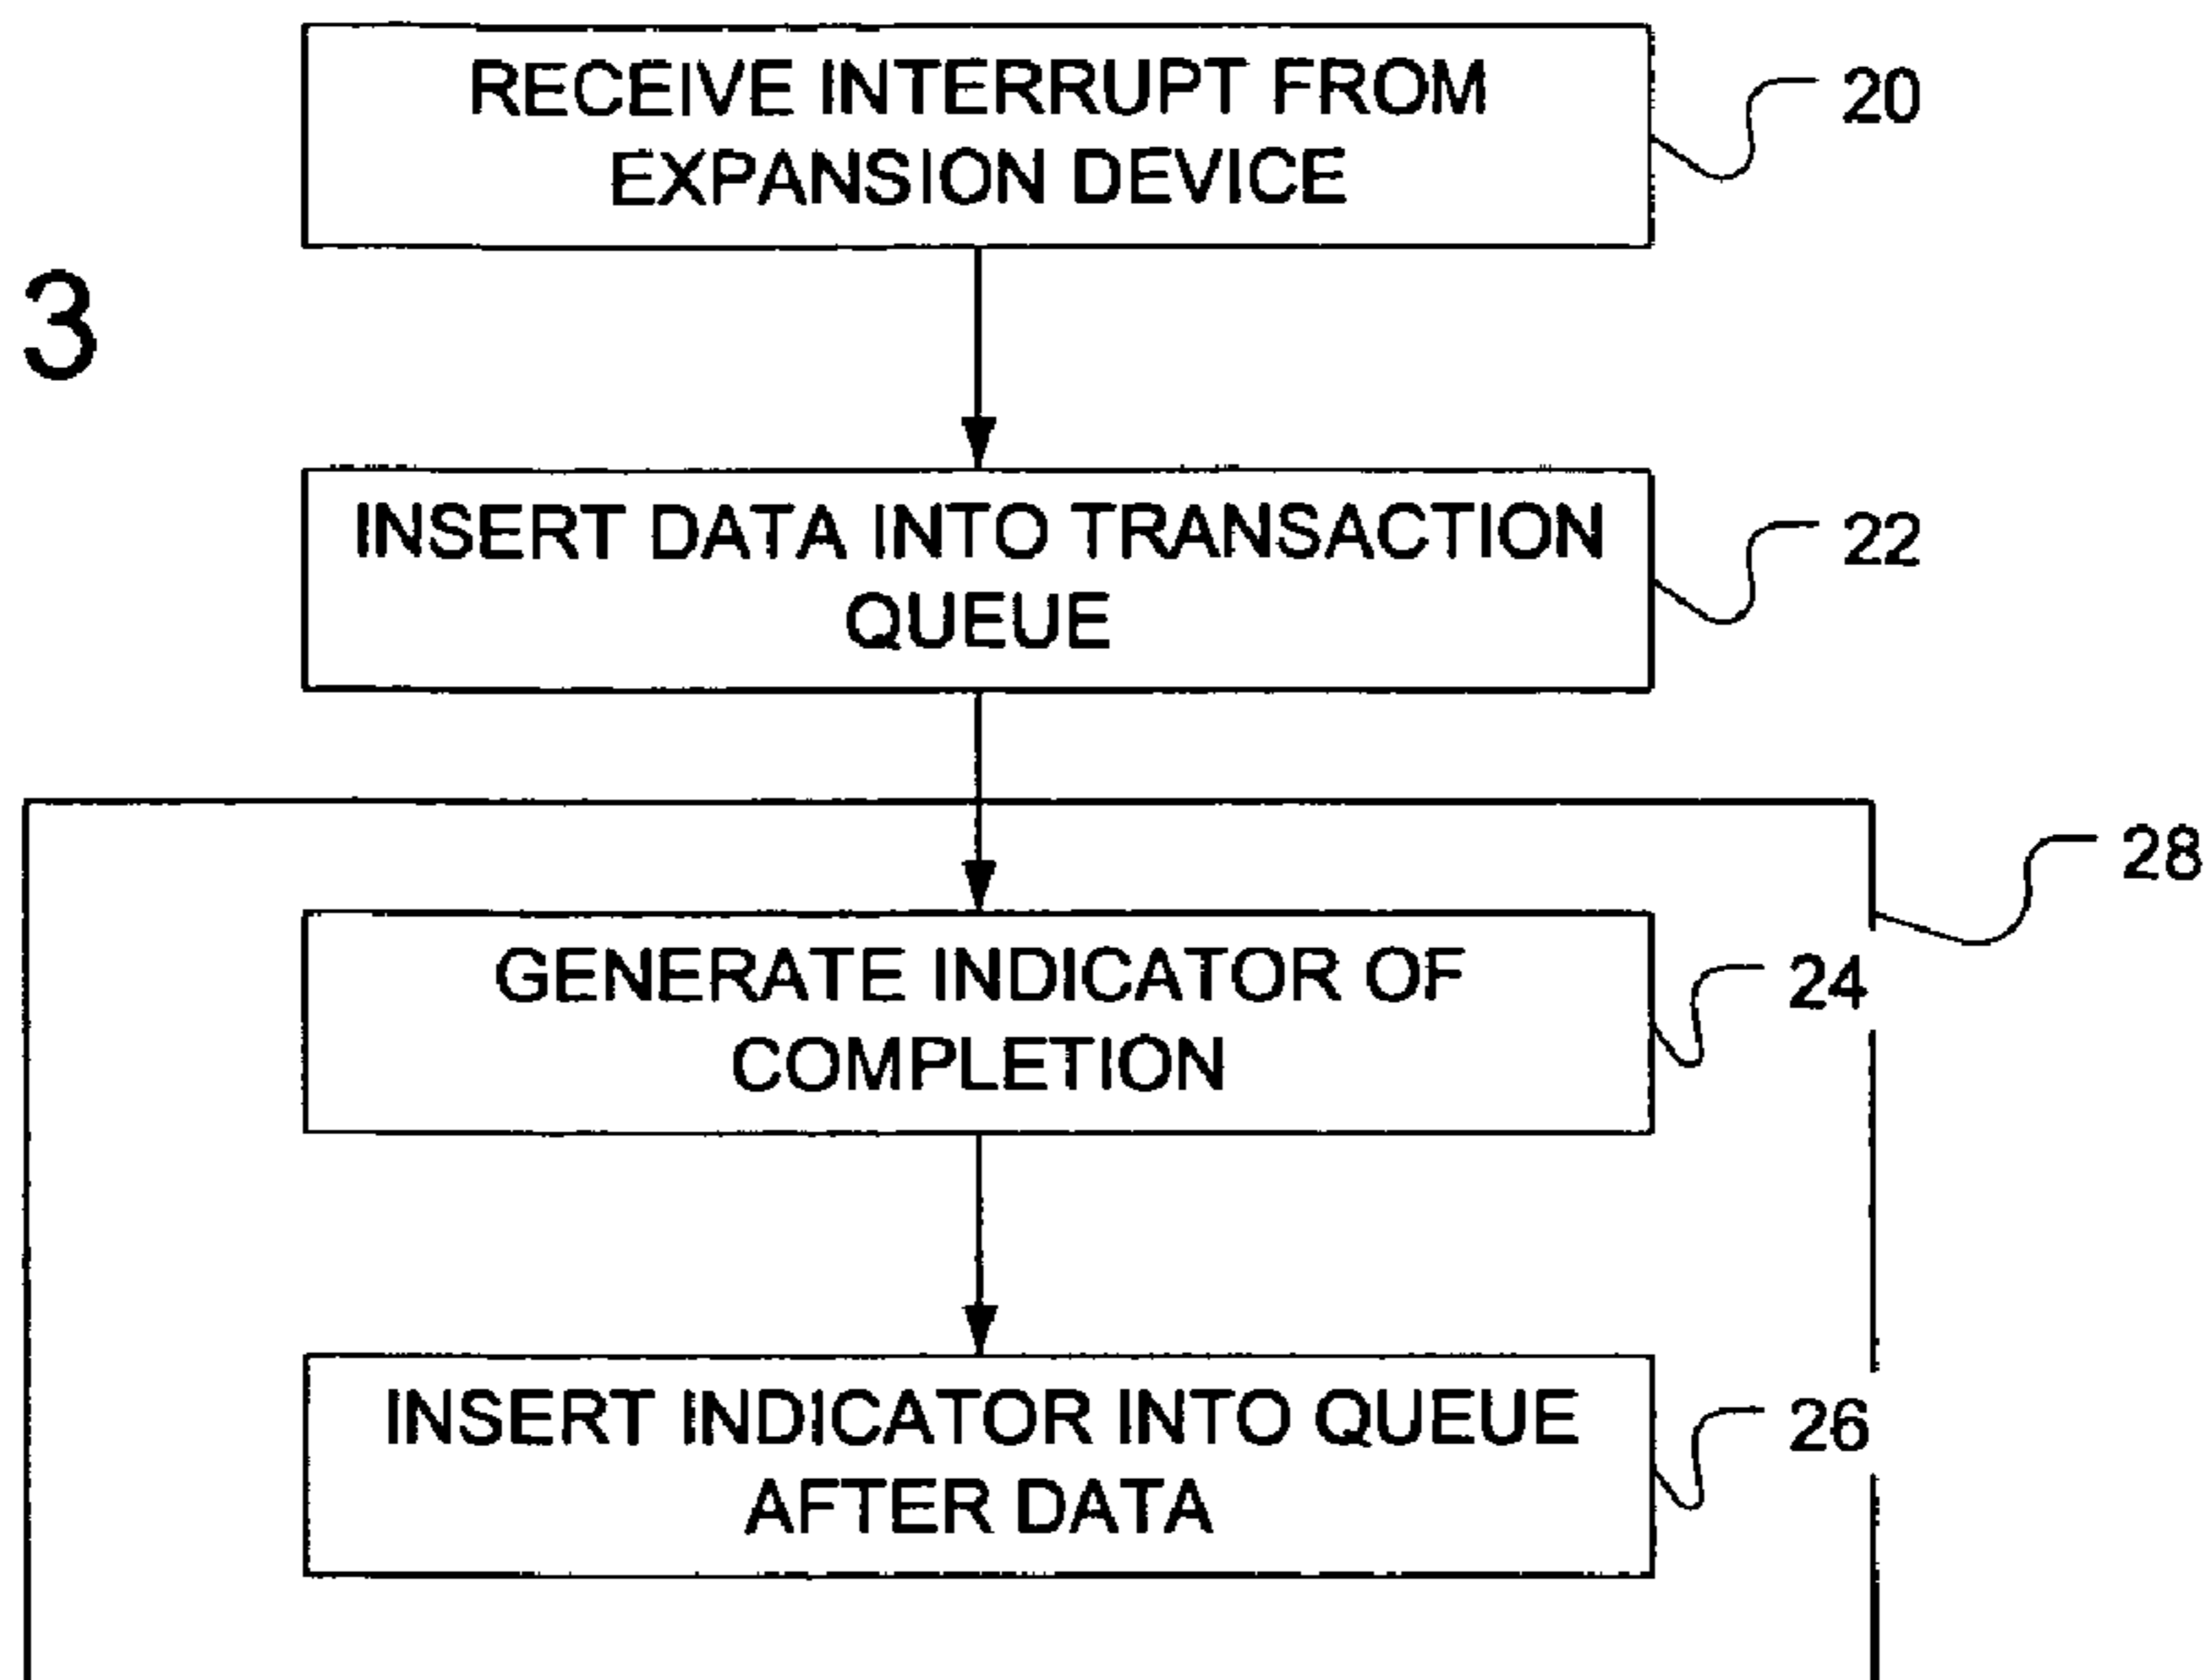 RECEIVE INTERRUPT FROM
EXPANSION DEVICE
20
3
INSERT DATA INTO TRANSACTION
QUEUE
22
28
GENERATE INDICATOR OF
COMPLETION
24
INSERT INDICATOR INTO QUEUE
AFTER DATA
26